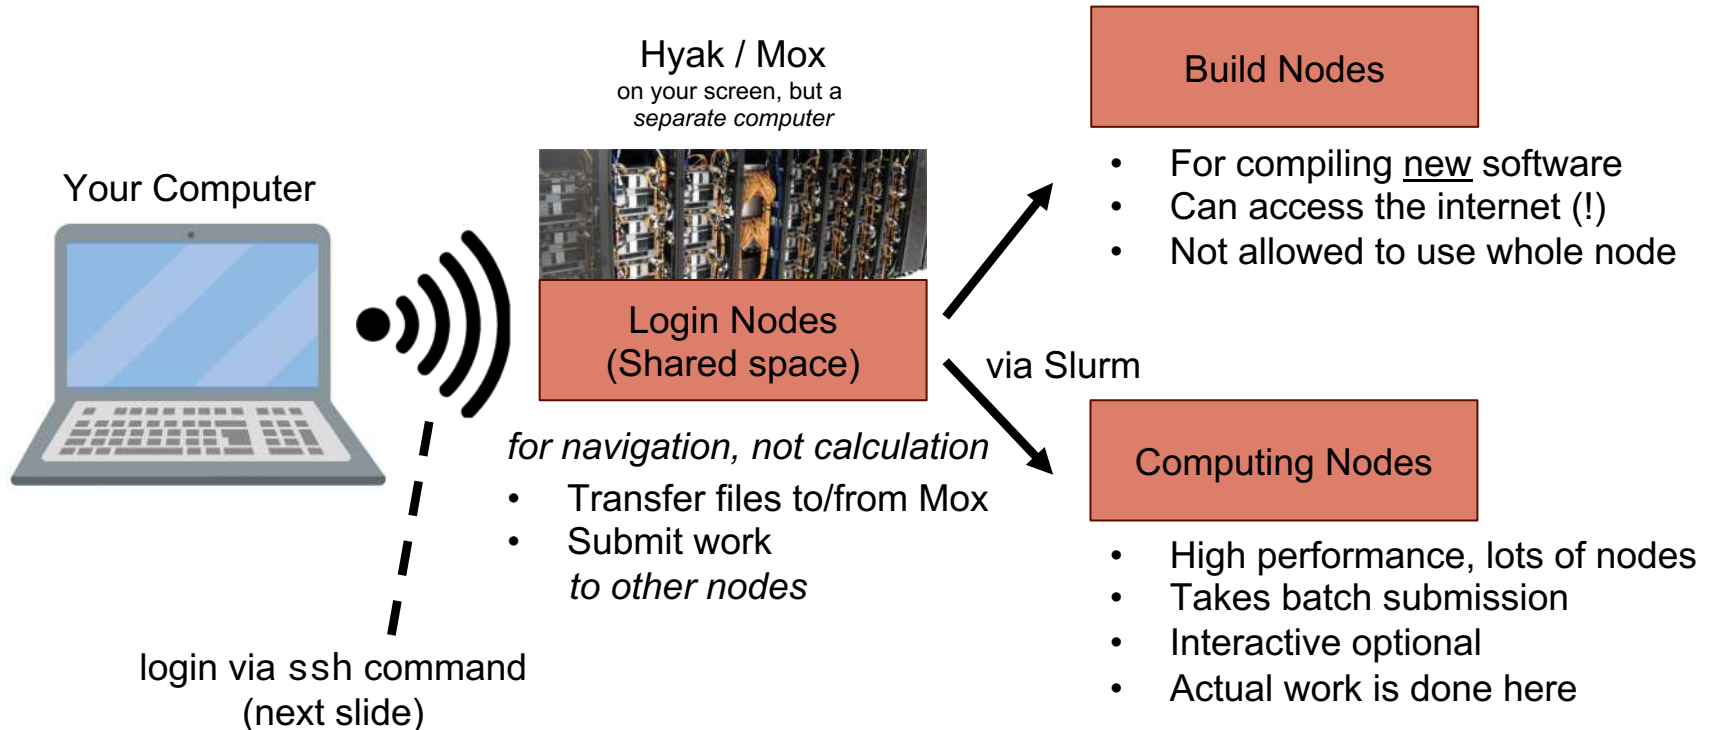 Your Computer
login via ssh command
(next slide)
Hyak / Mox
on your screen, but a
separate computer
Login Nodes
(Shared space)
for navigation, not calculation
• Transfer files to/from Mox
• Submit work
to other nodes
via Slurm
Build Nodes
• For compiling new software
• Can access the internet (!)
• Not allowed to use whole node
Computing Nodes
• High performance, lots of nodes
• Takes batch submission
• Interactive optional
• Actual work is done here